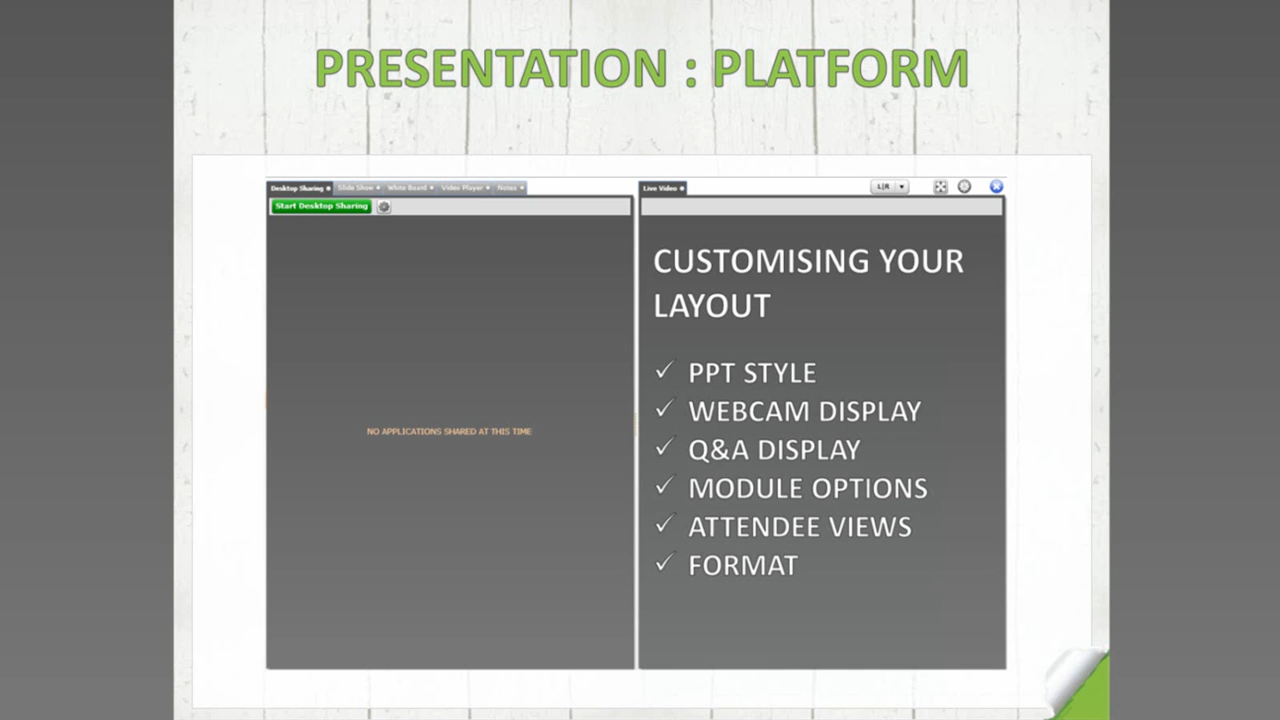 PRESENTATION : PLATFORM
Desktop Sharing Slide Show White Board Video Player Notes
Start Desktop Sharing
NO APPLICATIONS SHARED AT THIS TIME
Live Video L|R
CUSTOMISING YOUR
LAYOUT
✓ PPT STYLE
✓ WEBCAM DISPLAY
✓ Q&A DISPLAY
✓ MODULE OPTIONS
✓ ATTENDEE VIEWS
✓ FORMAT